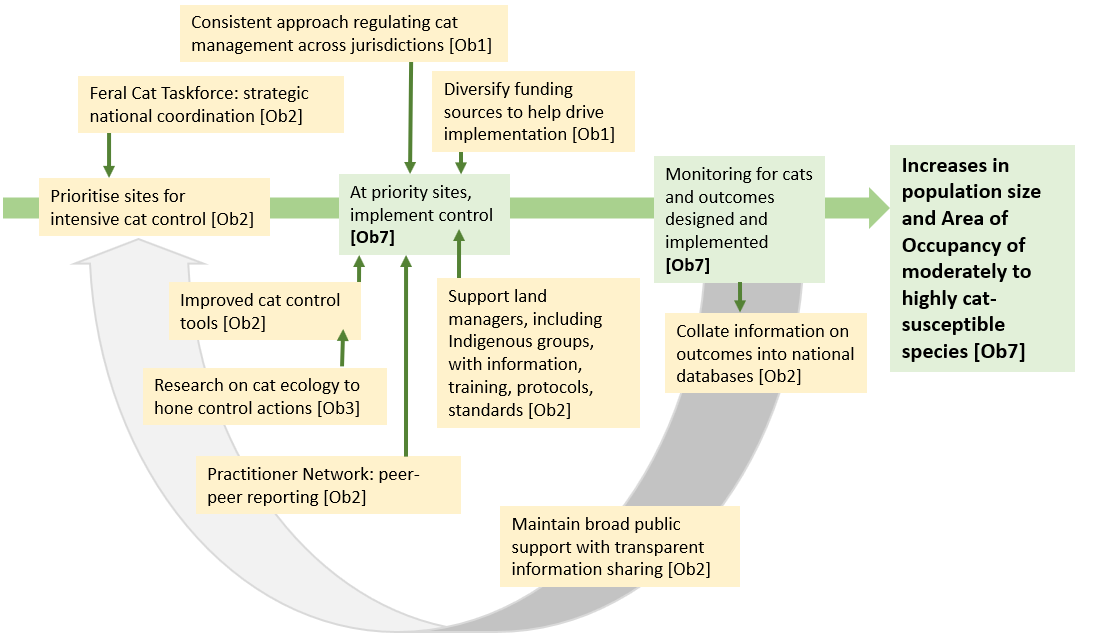 Consistent approach regulating cat
management across jurisdictions [Ob1]
Feral Cat Taskforce: strategic
national coordination [Ob2]
Diversify funding
sources to help drive
implementation [Ob1]
Prioritise sites for
intensive cat control [Ob2]
At priority sites,
implement control
[Ob7]
Monitoring for cats
and outcomes
designed and
implemented
[Ob7]
Increases in
population size
and Area of
Occupancy of
moderately to
highly cat-
susceptible
species [Ob7]
Improved cat control
tools [Ob2]
Support land
managers, including
Indigenous groups,
with information,
training, protocols,
standards [Ob2]
Collate information on
outcomes into national
databases [Ob2]
Research on cat ecology to
hone control actions [Ob3]
Practitioner Network: peer-
peer reporting [Ob2]
Maintain broad public
support with transparent
information sharing [Ob2]